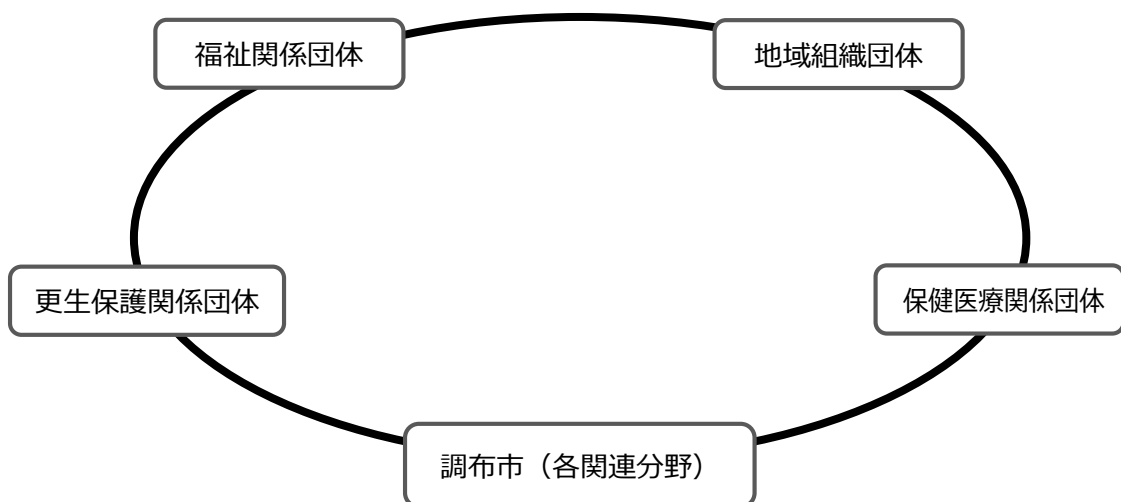 福祉関係団体
地域組織団体
更生保護関係団体
保健医療関係団体
調布市（各関連分野）